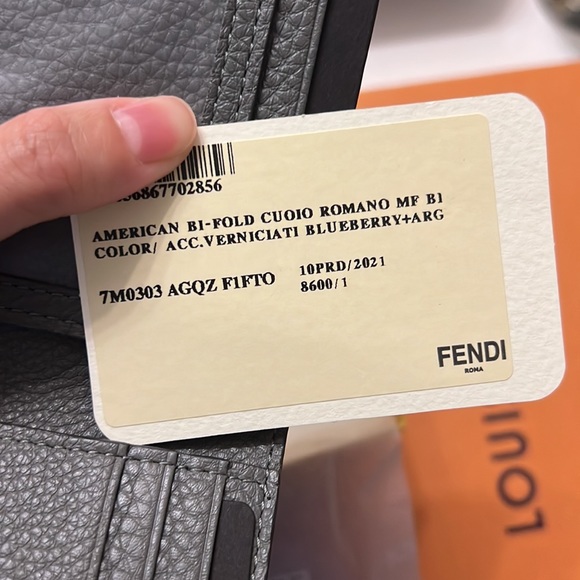 56867702856
AMERICAN BI-FOLD CUOIO ROMANO MF BI
COLOR/ ACC.VERNICIATI BLUEBERRY+ARG
7M0303 AGQZ F1FTO
10PRD/2021
8600/1
FENDI
ROMA
LOUI